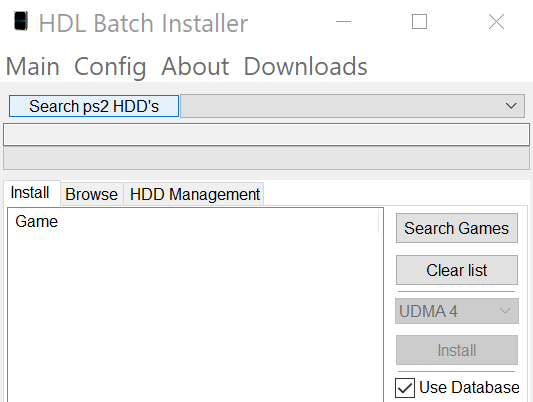 HDL Batch Installer
Main Config About Downloads
Search ps2 HDD's
Install Browse HDD Management
Game
Search Games
Clear list
UDMA 4
Install
Use Database